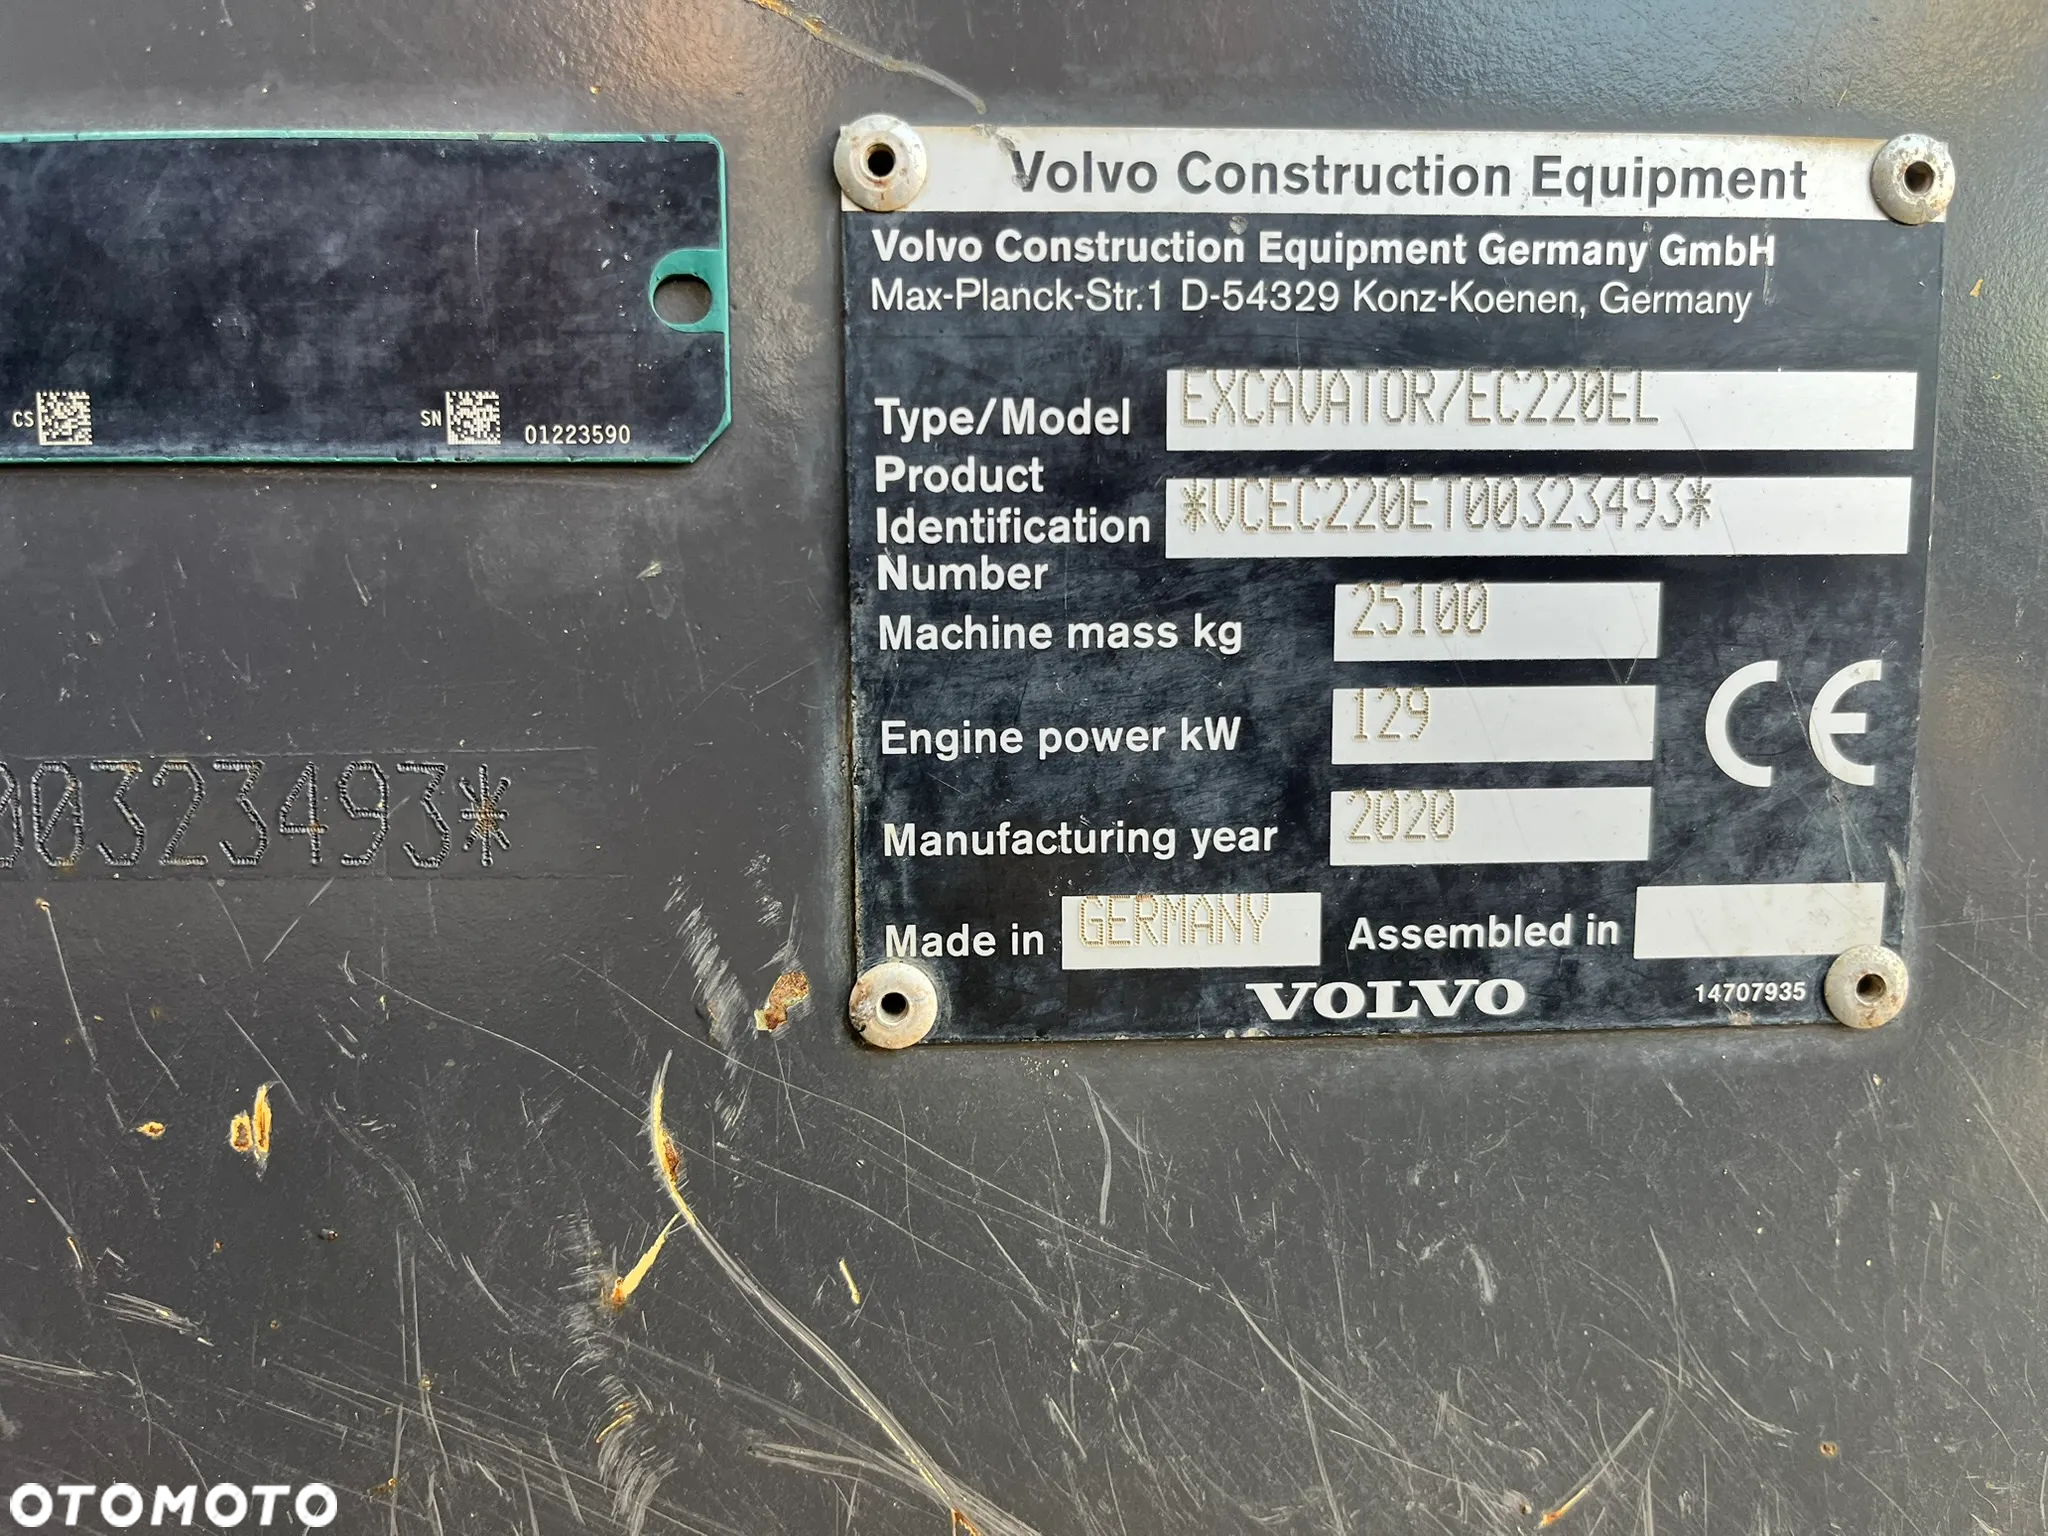 CS
SN
01223590
00323493*
Volvo Construction Equipment
Volvo Construction Equipment Germany GmbH
Max-Planck-Str.1 D-54329 Konz-Koenen, Germany
Type/Model EXCAVATOR/EC220EL
Product
Identification *VCEC220ET00323493*
Number
Machine mass kg 25100
Engine power kW 129
Manufacturing year 2020
Made in GERMANY Assembled in
VOLVO 14707935
CE
OTOMOTO